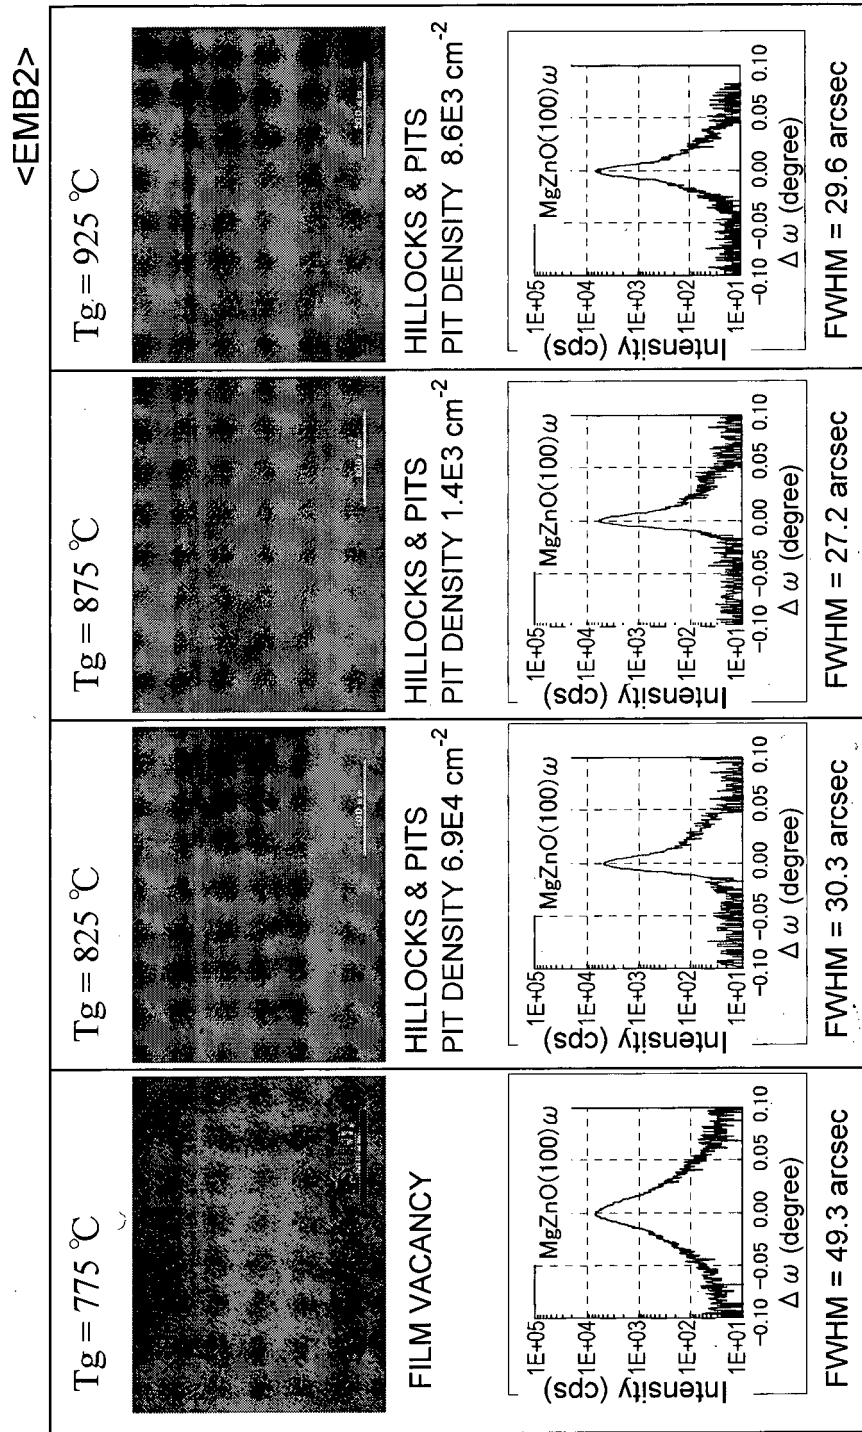 <EMB2>
Tg = 775 °C
Tg = 825 °C
Tg = 875 °C
Tg = 925 °C
FILM VACANCY
HILLOCKS & PITS
PIT DENSITY 6.9E4 cm⁻²
HILLOCKS & PITS
PIT DENSITY 1.4E3 cm⁻²
HILLOCKS & PITS
PIT DENSITY 8.6E3 cm⁻²
MgZnO(100)ω
Intensity (cps)
1E+05
1E+04
1E+03
1E+02
1E+01
−0.10 −0.05 0.00 0.05 0.10
Δω (degree)
FWHM = 49.3 arcsec
MgZnO(100)ω
Intensity (cps)
1E+05
1E+04
1E+03
1E+02
1E+01
−0.10 −0.05 0.00 0.05 0.10
Δω (degree)
FWHM = 30.3 arcsec
MgZnO(100)ω
Intensity (cps)
1E+05
1E+04
1E+03
1E+02
1E+01
−0.10 −0.05 0.00 0.05 0.10
Δω (degree)
FWHM = 27.2 arcsec
MgZnO(100)ω
Intensity (cps)
1E+05
1E+04
1E+03
1E+02
1E+01
−0.10 −0.05 0.00 0.05 0.10
Δω (degree)
FWHM = 29.6 arcsec